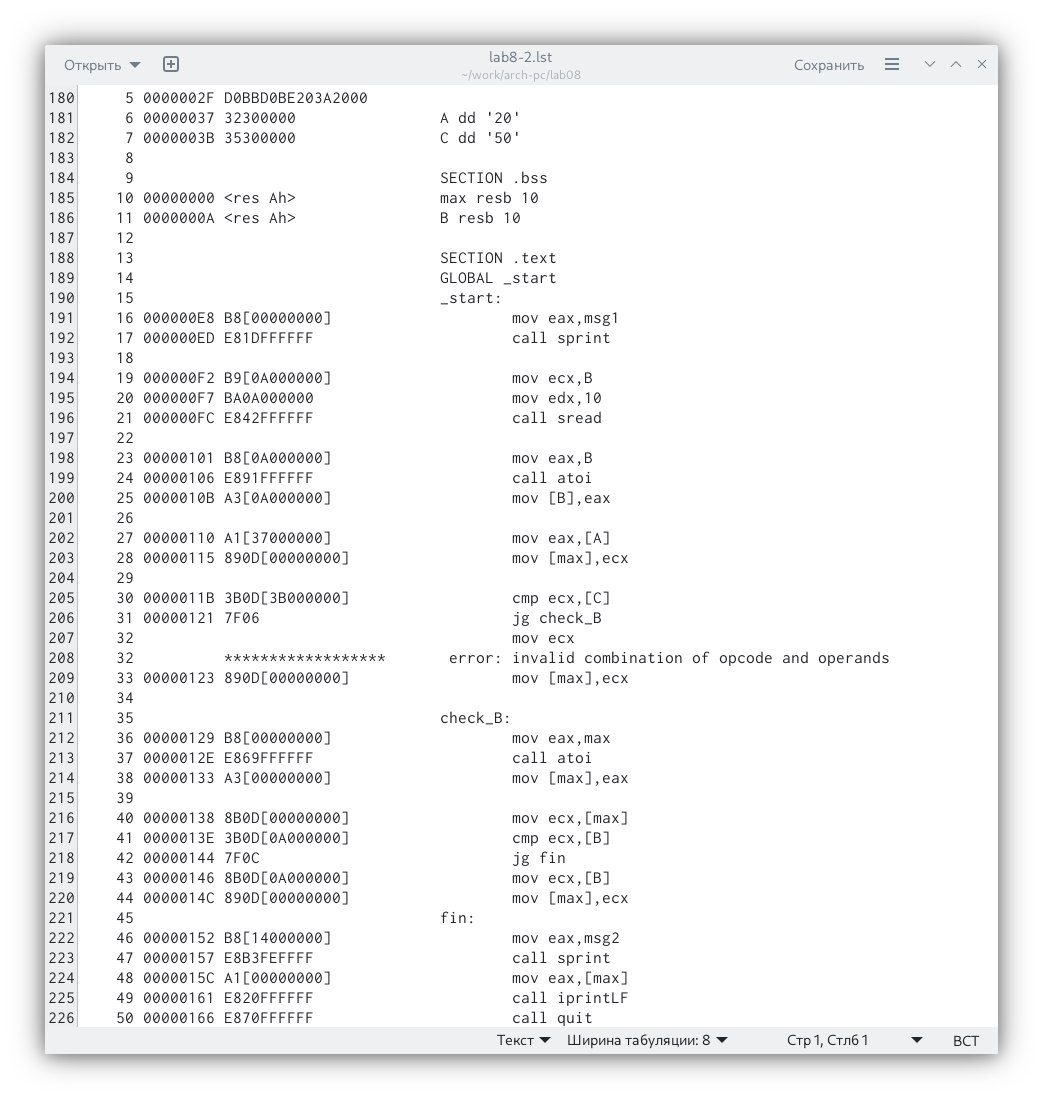 Открыть lab8-2.lst Сохранить
~/work/arch-pc/lab08
180 5 0000002F D0BBD0BE203A2000
181 6 00000037 32300000 A dd '20'
182 7 0000003B 35300000 C dd '50'
183 8
184 9 SECTION .bss
185 10 00000000 <res Ah> max resb 10
186 11 0000000A <res Ah> B resb 10
187 12
188 13 SECTION .text
189 14 GLOBAL _start
190 15 _start:
191 16 000000E8 B8[00000000] mov eax,msg1
192 17 000000ED E81DFFFFFF call sprint
193 18
194 19 000000F2 B9[0A000000] mov ecx,B
195 20 000000F7 BA0A000000 mov edx,10
196 21 000000FC E842FFFFFF call sread
197 22
198 23 00000101 B8[0A000000] mov eax,B
199 24 00000106 E891FFFFFF call atoi
200 25 0000010B A3[0A000000] mov [B],eax
201 26
202 27 00000110 A1[37000000] mov eax,[A]
203 28 00000115 890D[00000000] mov [max],ecx
204 29
205 30 0000011B 3B0D[3B000000] cmp ecx,[C]
206 31 00000121 7F06 jg check_B
207 32 mov ecx
208 32 ****************** error: invalid combination of opcode and operands
209 33 00000123 890D[00000000] mov [max],ecx
210 34
211 35 check_B:
212 36 00000129 B8[00000000] mov eax,max
213 37 0000012E E869FFFFFF call atoi
214 38 00000133 A3[00000000] mov [max],eax
215 39
216 40 00000138 8B0D[00000000] mov ecx,[max]
217 41 0000013E 3B0D[0A000000] cmp ecx,[B]
218 42 00000144 7F0C jg fin
219 43 00000146 8B0D[0A000000] mov ecx,[B]
220 44 0000014C 890D[00000000] mov [max],ecx
221 45 fin:
222 46 00000152 B8[14000000] mov eax,msg2
223 47 00000157 E8B3FEFFFF call sprint
224 48 0000015C A1[00000000] mov eax,[max]
225 49 00000161 E820FFFFFF call iprintLF
226 50 00000166 E870FFFFFF call quit
Текст Ширина табуляции: 8 Стр 1, Стлб 1 ВСТ